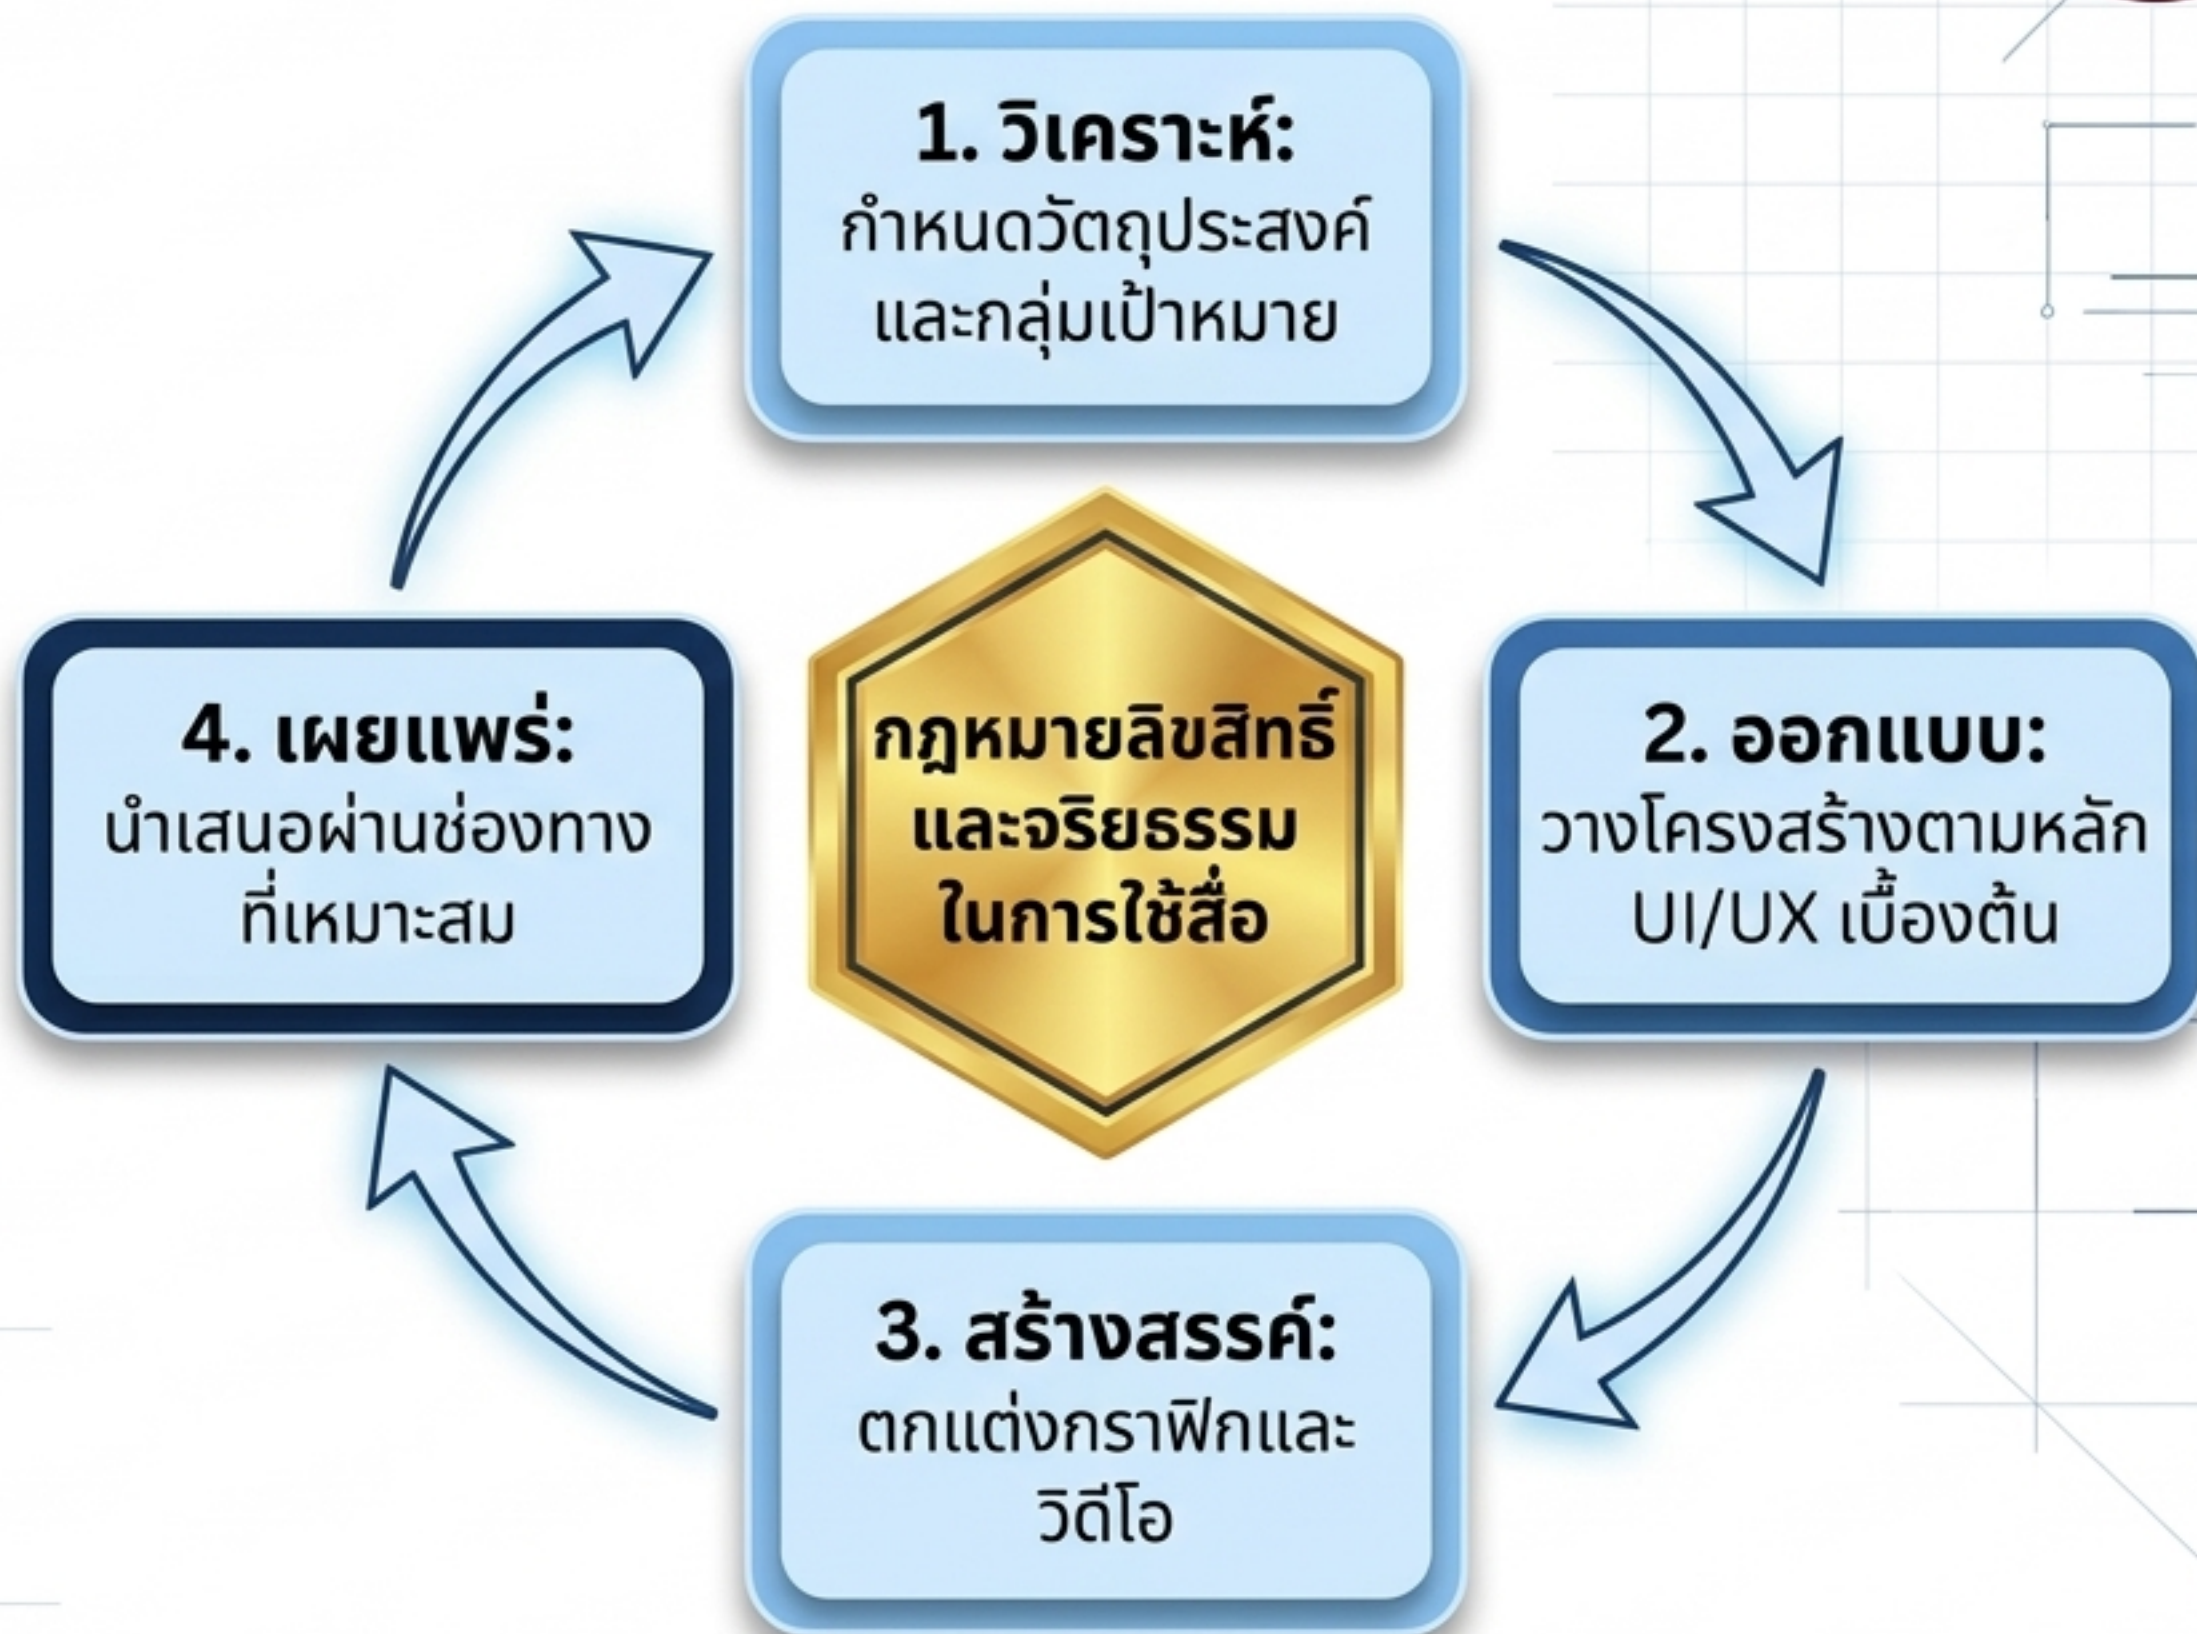 1. วิเคราะห์:
กำหนดวัตถุประสงค์
และกลุ่มเป้าหมาย
2. ออกแบบ:
วางโครงสร้างตามหลัก
UI/UX เบื้องต้น
3. สร้างสรรค์:
ตกแต่งกราฟิกและ
วิดีโอ
4. เผยแพร่:
นำเสนอผ่านช่องทาง
ที่เหมาะสม
กฎหมายลิขสิทธิ์
และจริยธรรม
ในการใช้สื่อ